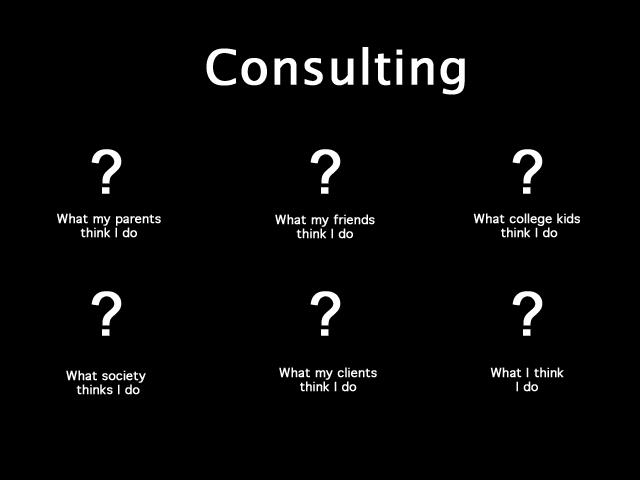 Consulting
? ? ?
What my parents
think I do
What my friends
think I do
What college kids
think I do
? ? ?
What society
thinks I do
What my clients
think I do
What I think
I do